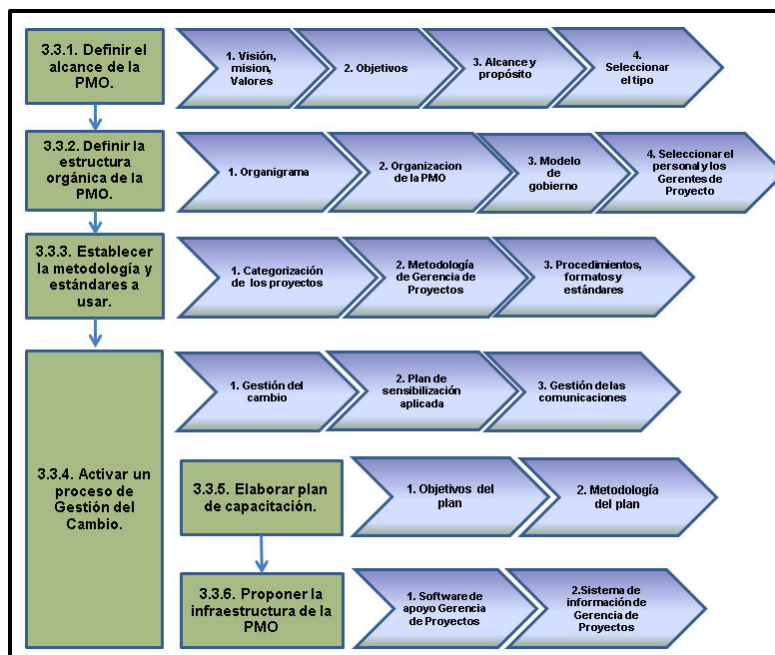 3.3.1. Definir el
alcance de la
PMO.
1. Visión,
mision,
Valores
2. Objetivos
3. Alcance y
propósito
4.
Seleccionar
el tipo
3.3.2. Definir la
estructura
orgánica de la
PMO.
1. Organigrama
2. Organizacion
de la PMO
3. Modelo
de
gobierno
4. Seleccionar el
personal y los
Gerentes de
Proyecto
3.3.3. Establecer
la metodología y
estándares a
usar.
1. Categorización
de los proyectos
2. Metodología
de Gerencia de
Proyectos
3. Procedimientos,
formatos y
estándares
3.3.4. Activar un
proceso de
Gestión del
Cambio.
1. Gestión del
cambio
2. Plan de
sensibilización
aplicada
3. Gestión de las
comunicaciones
3.3.5. Elaborar plan
de capacitación.
1. Objetivos del
plan
2. Metodología
del plan
3.3.6. Proponer la
infraestructura de la
PMO
1. Software de
apoyo Gerencia
de Proyectos
2.Sistema de
información de
Gerencia de
Proyectos